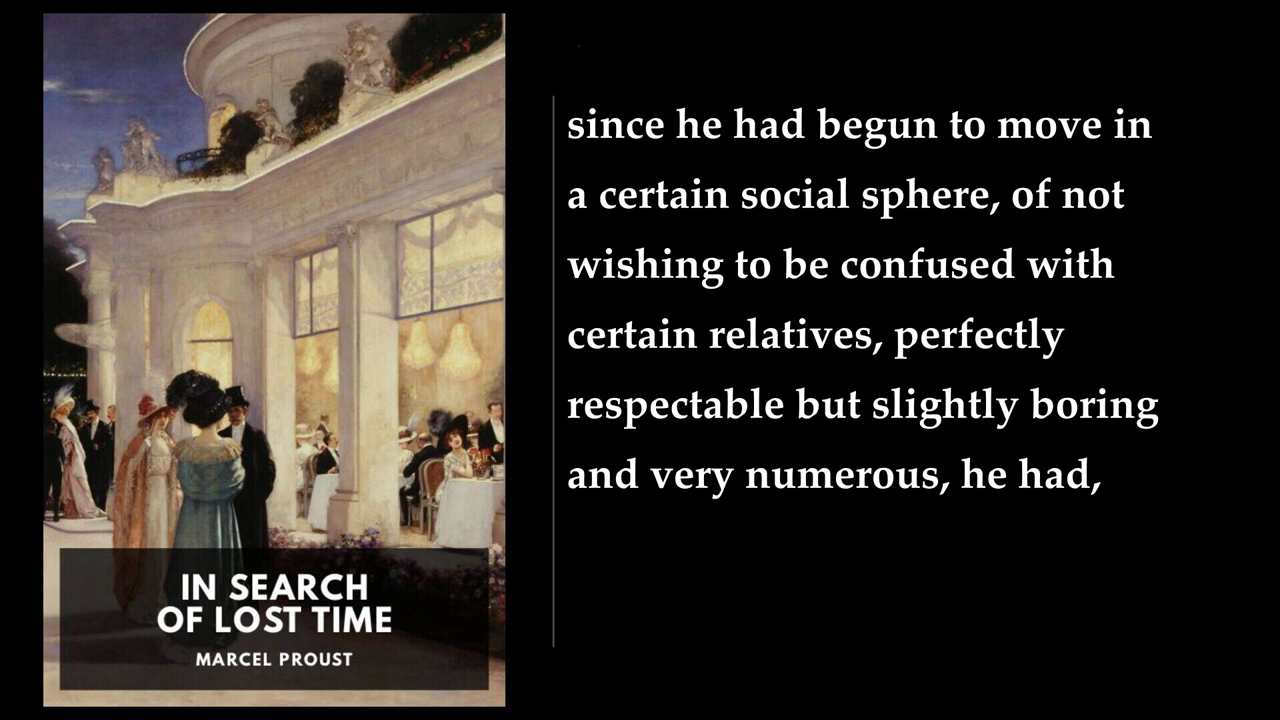 IN SEARCH
OF LOST TIME
MARCEL PROUST
since he had begun to move in
a certain social sphere, of not
wishing to be confused with
certain relatives, perfectly
respectable but slightly boring
and very numerous, he had,